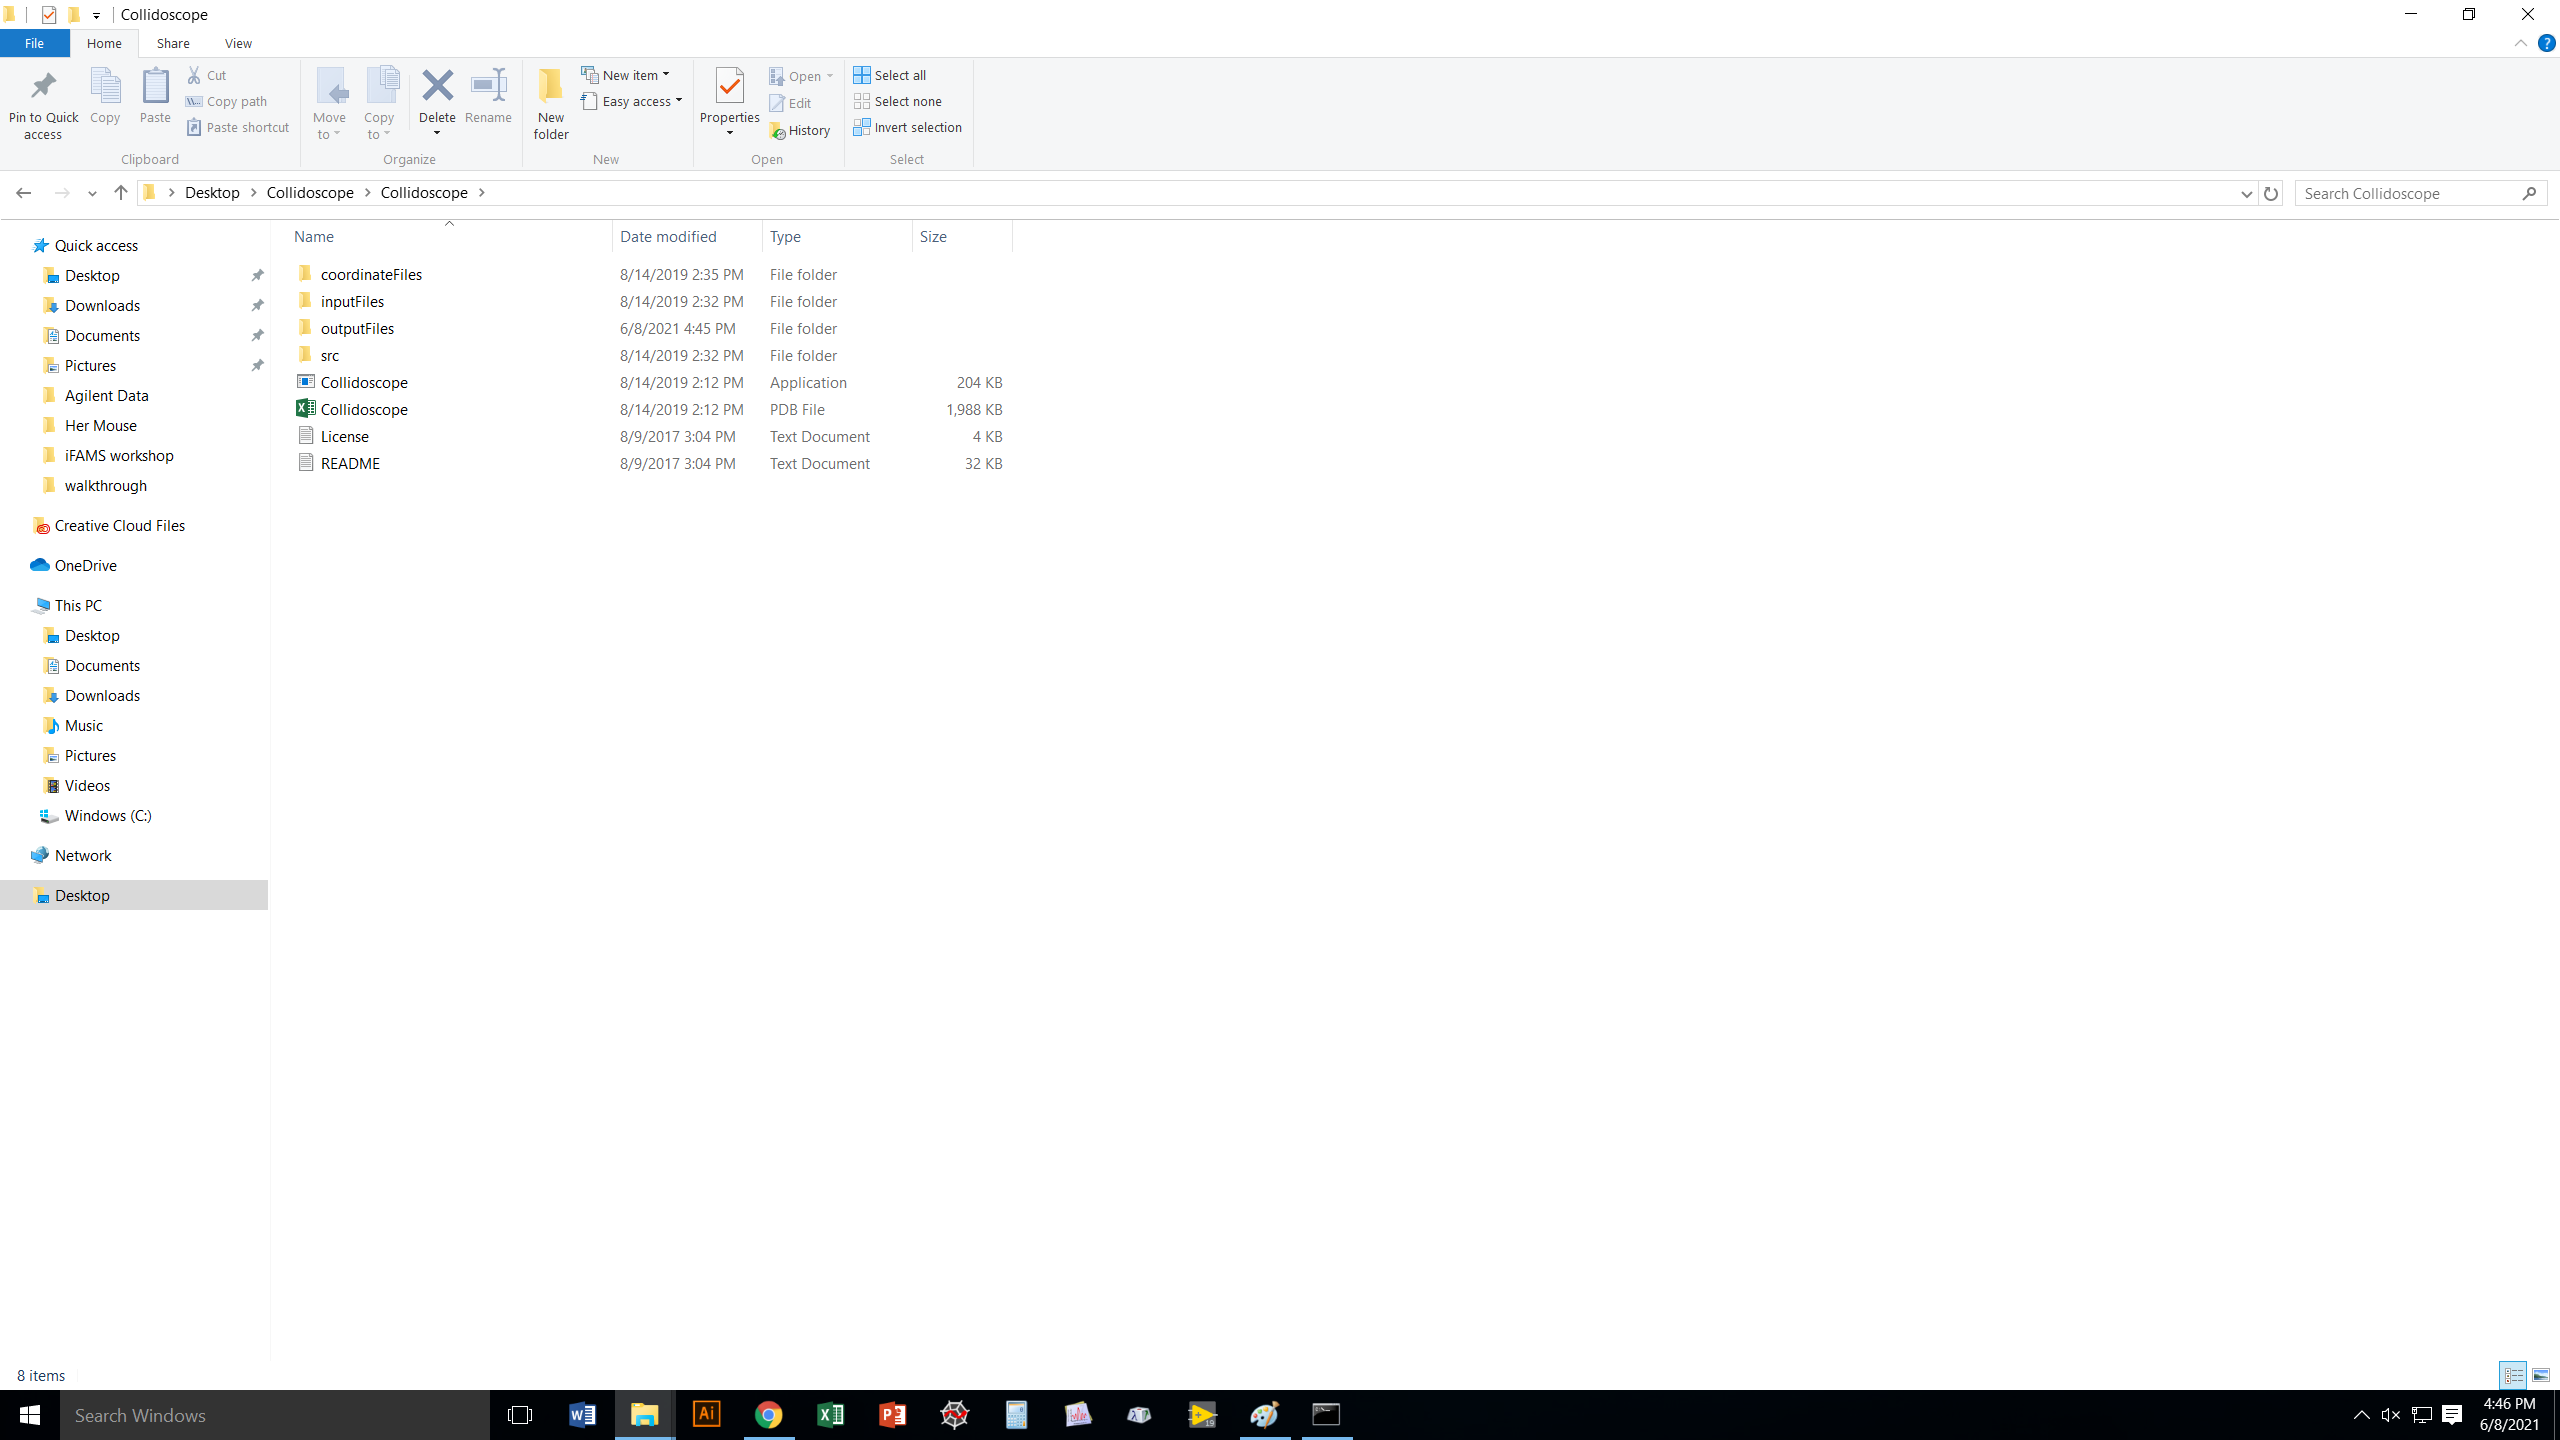 Collidoscope
File Home Share View
Pin to Quick access
Copy
Paste
Cut
Copy path
Paste shortcut
Clipboard
Move to
Copy to
Delete
Rename
Organize
New folder
New item
Easy access
New
Properties
Open
Edit
History
Open
Select all
Select none
Invert selection
Select
Desktop Collidoscope Collidoscope
Search Collidoscope
Quick access
Desktop
Downloads
Documents
Pictures
Agilent Data
Her Mouse
iFAMS workshop
walkthrough
Creative Cloud Files
OneDrive
This PC
Desktop
Documents
Downloads
Music
Pictures
Videos
Windows (C:)
Network
Desktop
Name Date modified Type Size
coordinateFiles 8/14/2019 2:35 PM File folder
inputFiles 8/14/2019 2:32 PM File folder
outputFiles 6/8/2021 4:45 PM File folder
src 8/14/2019 2:32 PM File folder
Collidoscope 8/14/2019 2:12 PM Application 204 KB
Collidoscope 8/14/2019 2:12 PM PDB File 1,988 KB
License 8/9/2017 3:04 PM Text Document 4 KB
README 8/9/2017 3:04 PM Text Document 32 KB
8 items
Search Windows
Ai
19
4:46 PM
6/8/2021